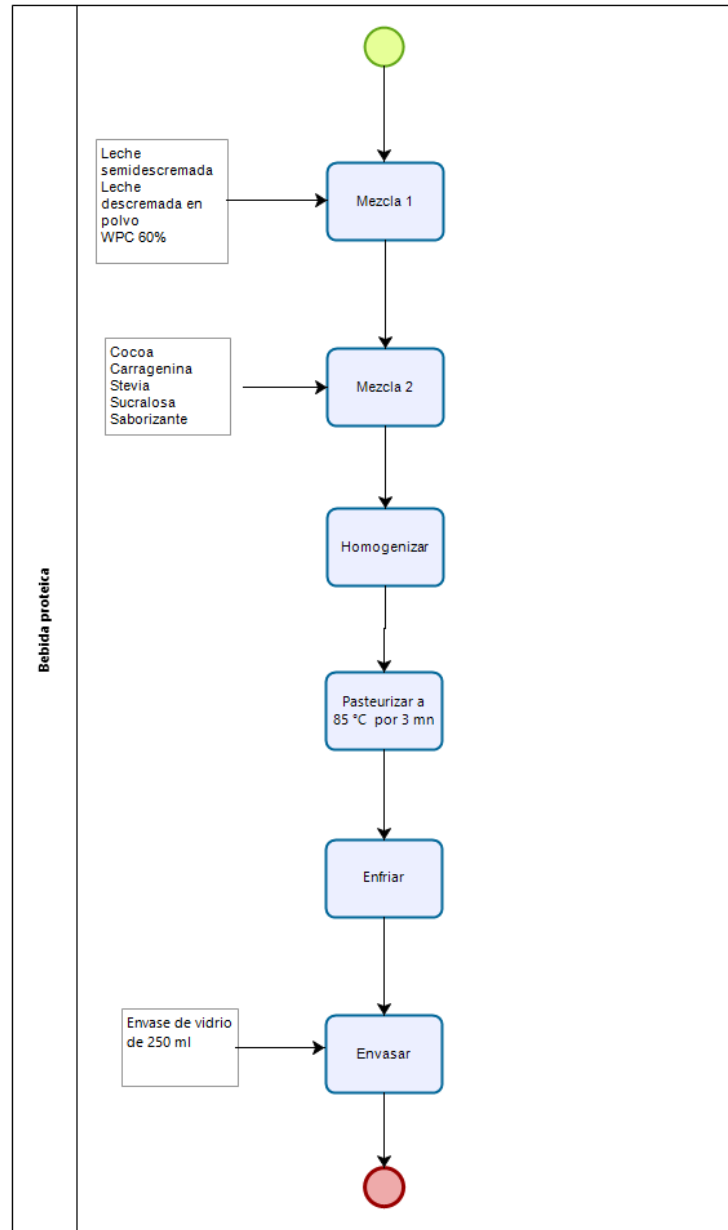 Bebida proteica
Leche
semidescremada
Leche
descremada en
polvo
WPC 60%
Mezcla 1
Cocoa
Carragenina
Stevia
Sucralosa
Saborizante
Mezcla 2
Homogenizar
Pasteurizar a
85 °C por 3 mn
Enfriar
Envase de vidrio
de 250 ml
Envasar